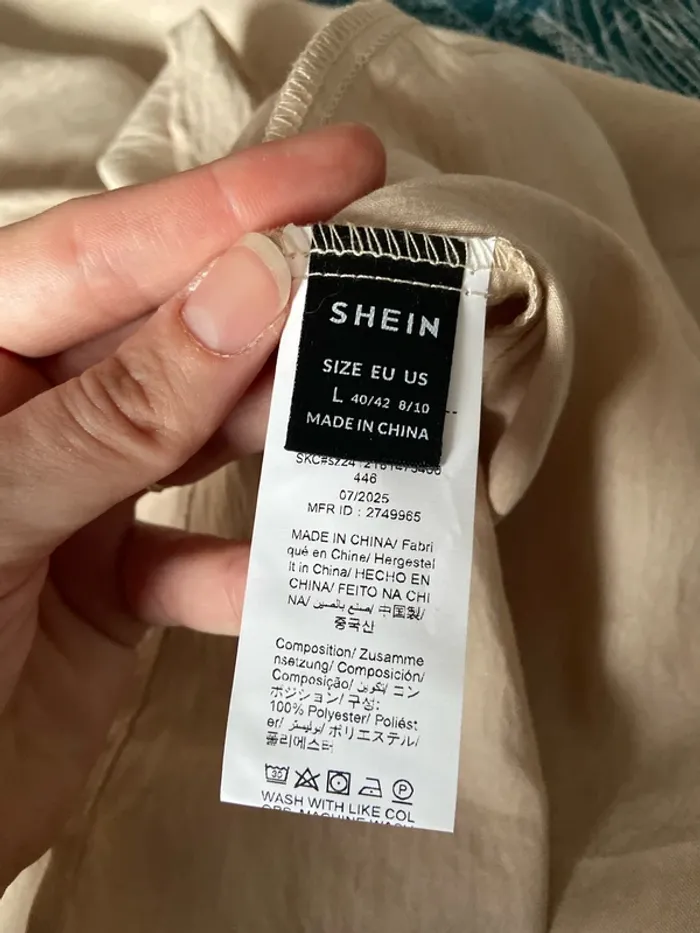 SHEIN
SIZE EU US
L 40/42 8/10
MADE IN CHINA
446
07/2025
MFR ID : 2749965
MADE IN CHINA/ Fabri
qué en Chine/ Hergestel
lt in China/ HECHO EN
CHINA/ FEITO NA CHI
NA/ صنع بالصين/ 中国製/
중국산
Composition/ Zusamme
nsetzung/ Composición/
Composição/ تكوين/ コン
ポジション/ 구성:
100% Polyester/ Poliést
er/ بوليستر/ ポリエステル/
폴리에스터
30
P
WASH WITH LIKE COL